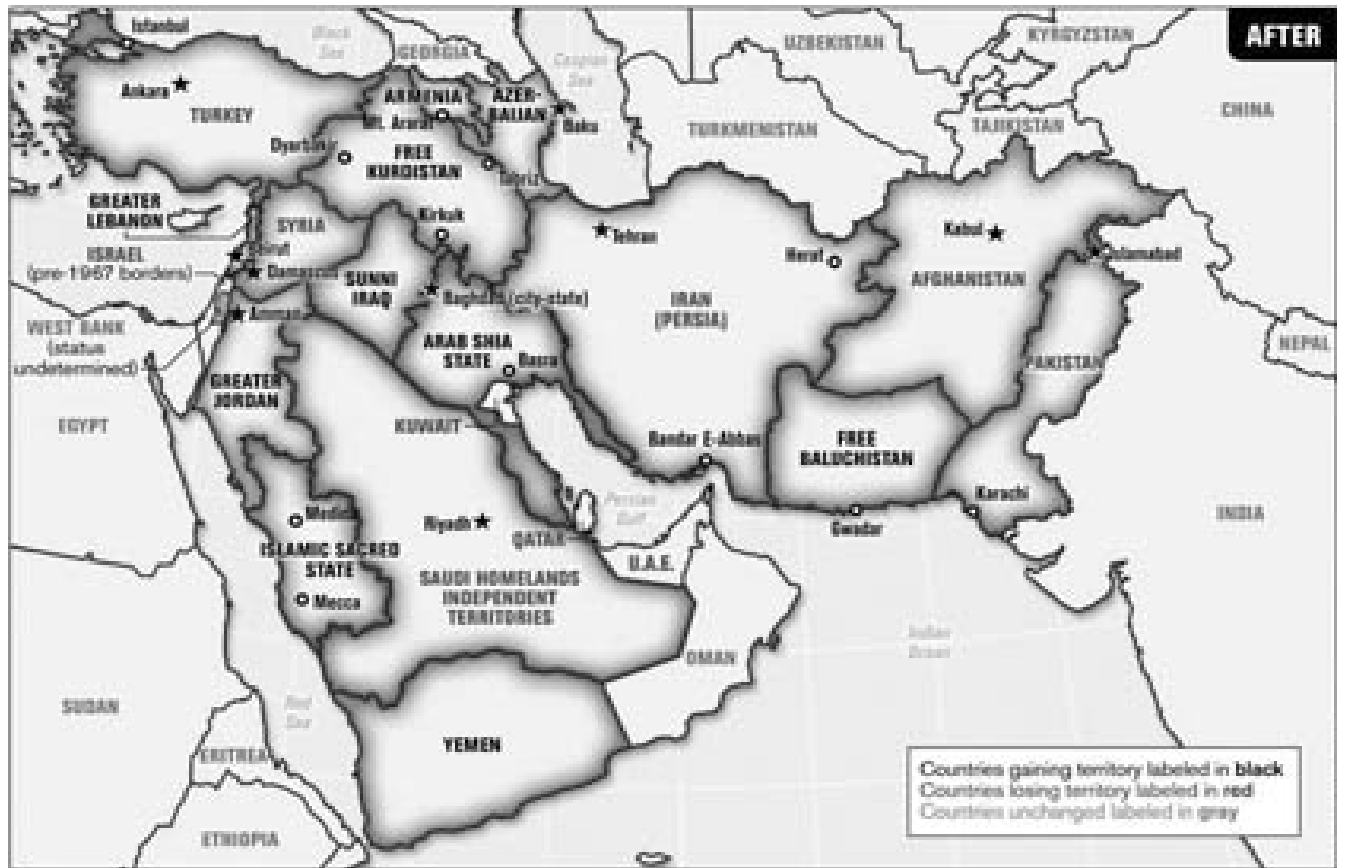 AFTER
Istanbul
Black
Sea
GEORGIA
Caspian
Sea
UZBEKISTAN
KYRGYZSTAN
Ankara
TURKEY
ARMENIA
AZER-
BAIJAN
Mt. Ararat
Baku
TURKMENISTAN
TAJIKISTAN
CHINA
FREE
KURDISTAN
Tabriz
GREATER
LEBANON
SYRIA
Kirkuk
Tehran
Herat
Kabul
Islamabad
ISRAEL
(pre-1967 borders)
Damascus
SUNNI
IRAQ
Baghdad (city-state)
IRAN
(PERSIA)
AFGHANISTAN
WEST BANK
(status
undetermined)
Amman
ARAB SHIA
STATE
Basra
PAKISTAN
NEPAL
GREATER
JORDAN
EGYPT
KUWAIT
Bandar E-Abbas
FREE
BALUCHISTAN
Karachi
Persian
Gulf
Gwadar
INDIA
Medina
Riyadh
QATAR
ISLAMIC SACRED
STATE
U.A.E.
Mecca
SAUDI HOMELANDS
INDEPENDENT
TERRITORIES
OMAN
Indian
Ocean
SUDAN
Red
Sea
YEMEN
ERITREA
ETHIOPIA
Countries gaining territory labeled in black
Countries losing territory labeled in red
Countries unchanged labeled in gray